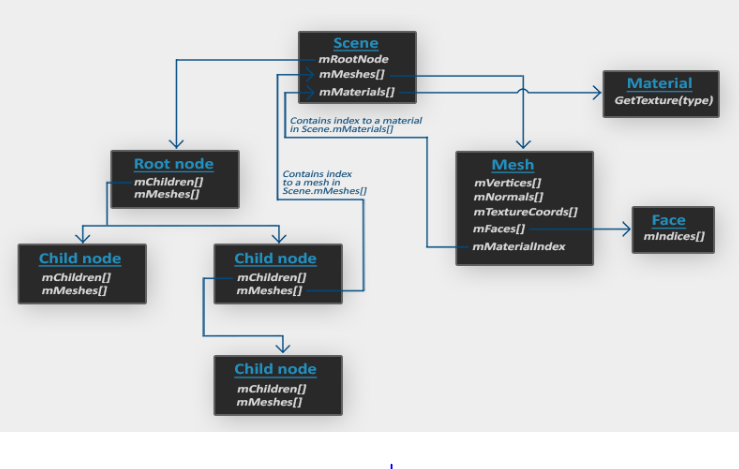 Scene
mRootNode
mMeshes[]
mMaterials[]
Material
GetTexture(type)
Contains index to a material
in Scene.mMaterials[]
Root node
mChildren[]
mMeshes[]
Contains index
to a mesh in
Scene.mMeshes[]
Mesh
mVertices[]
mNormals[]
mTextureCoords[]
mFaces[]
mMaterialIndex
Face
mIndices[]
Child node
mChildren[]
mMeshes[]
Child node
mChildren[]
mMeshes[]
Child node
mChildren[]
mMeshes[]